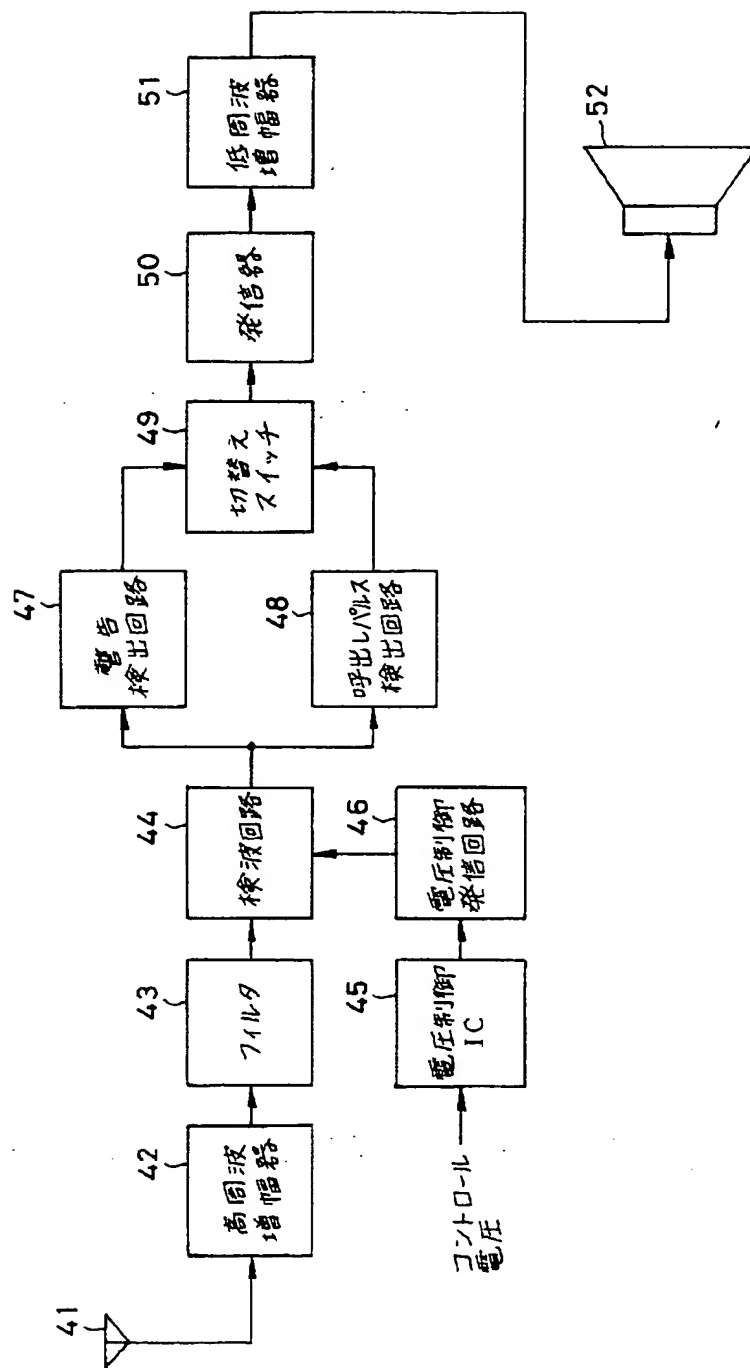 41
42
高周波
増幅器
43
フィルタ
44
検波回路
コントロール
電圧
45
電圧制御
IC
46
電圧制御
発信回路
47
警告
検出回路
48
呼出しパルス
検出回路
49
切替え
スイッチ
50
発信器
51
低周波
増幅器
52